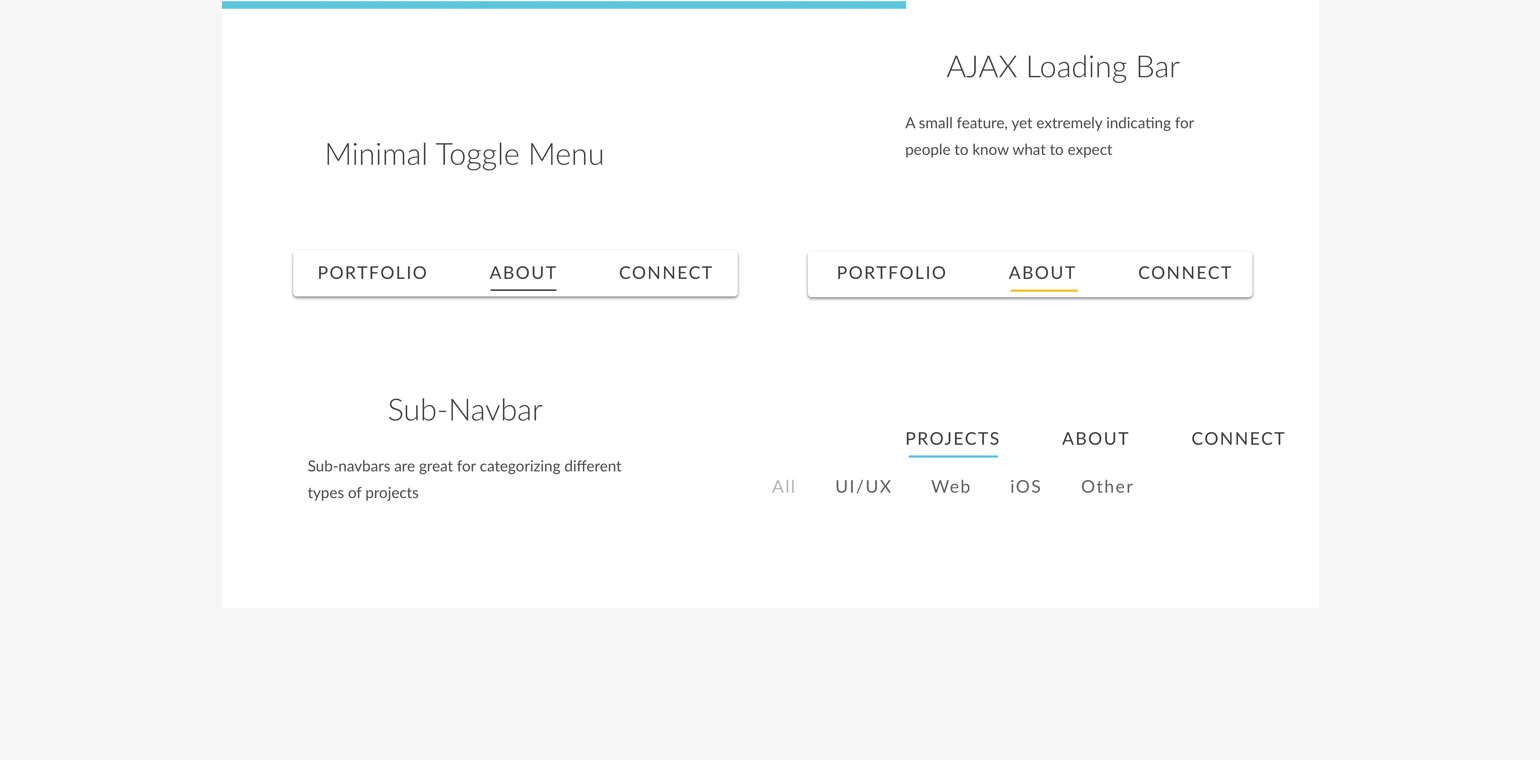 AJAX Loading Bar
A small feature, yet extremely indicating for
people to know what to expect
Minimal Toggle Menu
PORTFOLIO ABOUT CONNECT
PORTFOLIO ABOUT CONNECT
Sub-Navbar
Sub-navbars are great for categorizing different
types of projects
PROJECTS ABOUT CONNECT
All UI/UX Web iOS Other